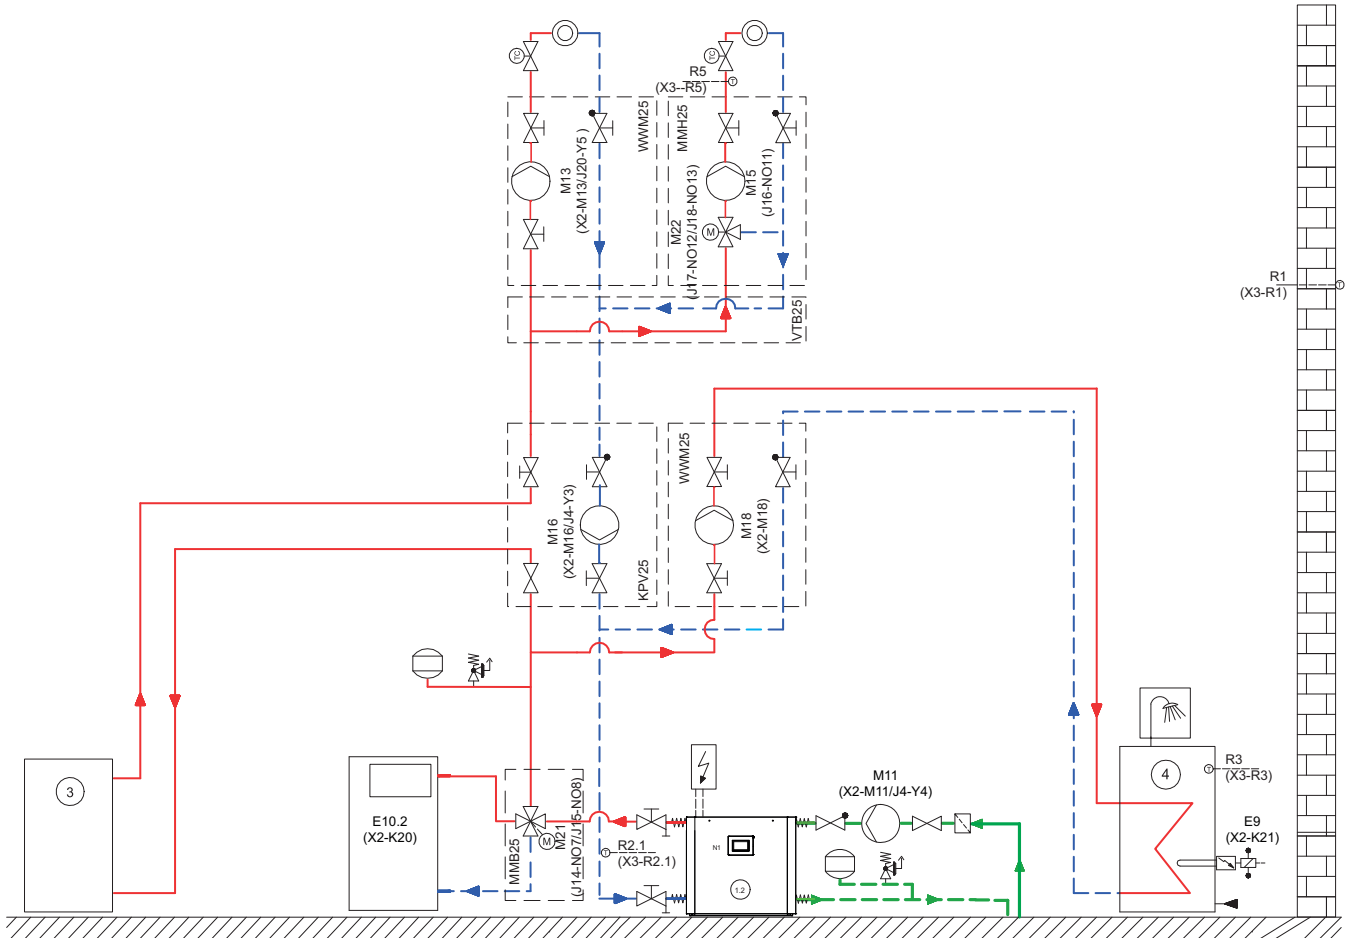 TC
TC
R5
(X3--R5)
T
WWM25
MMH25
M13
(X2-M13/J20-Y5 )
M15
(J16-NO11)
M
M22
(J17-NO12/J18-NO13)
VTB25
R1
(X3-R1)
T
WWM25
M16
(X2-M16/J4-Y3)
KPV25
M18
(X2-M18)
3
E10.2
(X2-K20)
MMB25
M
M21
(J14-NO7/J15-NO8)
T
R2.1
(X3-R2.1)
N1
1.2
M11
(X2-M11/J4-Y4)
4
T
R3
(X3-R3)
E9
(X2-K21)